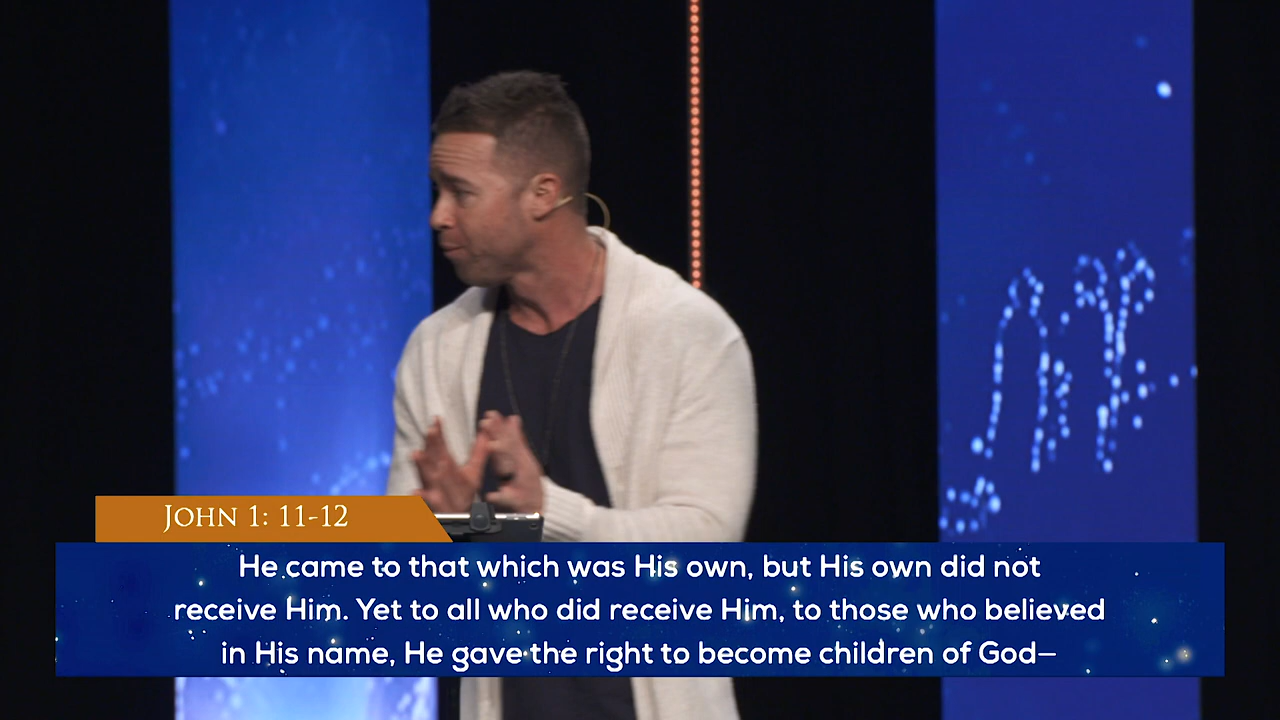 John 1: 11-12
He came to that which was His own, but His own did not
receive Him. Yet to all who did receive Him, to those who believed
in His name, He gave the right to become children of God—